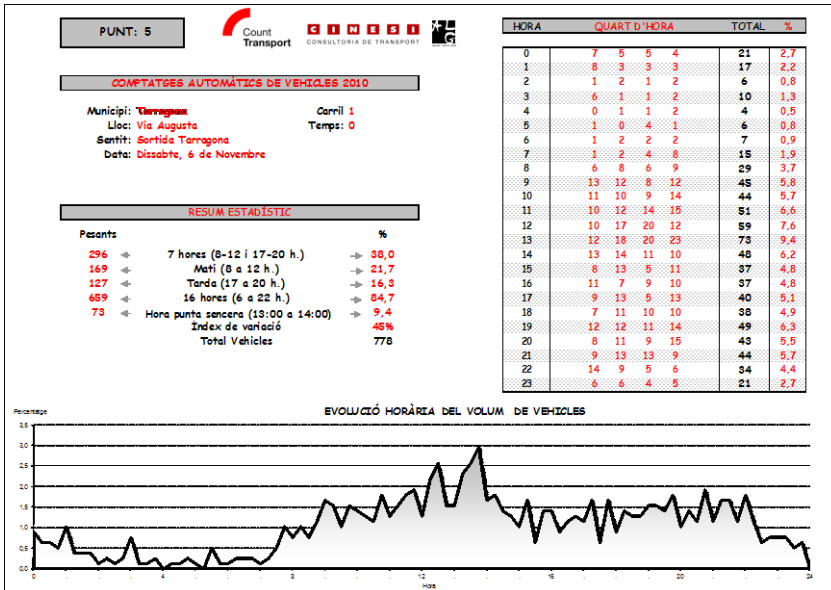 PUNT: 5
Count
Transport
CINESI
CONSULTORIA DE TRANSPORT
COMPTATGES AUTOMÀTICS DE VEHICLES 2010
Municipi: Tarragona Carril 1
Lloc: Via Augusta Temps: 0
Sentit: Sortida Tarragona
Data: Dissabte, 6 de Novembre
RESUM ESTADÍSTIC
Pesants %
296 7 hores (8-12 i 17-20 h.) 38,0
169 Matí (8 a 12 h.) 21,7
127 Tarda (17 a 20 h.) 16,3
659 16 hores (6 a 22 h.) 84,7
73 Hora punta sencera (13:00 a 14:00) 9,4
Índex de variació 45%
Total Vehicles 778
HORA QUART D'HORA TOTAL %
0 7 5 5 4 21 2,7
1 8 3 3 3 17 2,2
2 1 2 1 2 6 0,8
3 6 1 1 2 10 1,3
4 0 1 1 2 4 0,5
5 1 0 4 1 6 0,8
6 1 2 2 2 7 0,9
7 1 2 4 8 15 1,9
8 6 8 6 9 29 3,7
9 13 12 8 12 45 5,8
10 11 10 9 14 44 5,7
11 10 12 14 15 51 6,6
12 10 17 20 12 59 7,6
13 12 18 20 23 73 9,4
14 13 14 11 10 48 6,2
15 8 13 5 11 37 4,8
16 11 7 9 10 37 4,8
17 9 13 5 13 40 5,1
18 7 11 10 10 38 4,9
19 12 12 11 14 49 6,3
20 8 11 9 15 43 5,5
21 9 13 13 9 44 5,7
22 14 9 5 6 34 4,4
23 6 6 4 5 21 2,7
EVOLUCIÓ HORÀRIA DEL VOLUM DE VEHICLES
Percentatge
3,5
3,0
2,5
2,0
1,5
1,0
0,5
0,0
0 4 8 12 16 20 24
Hora